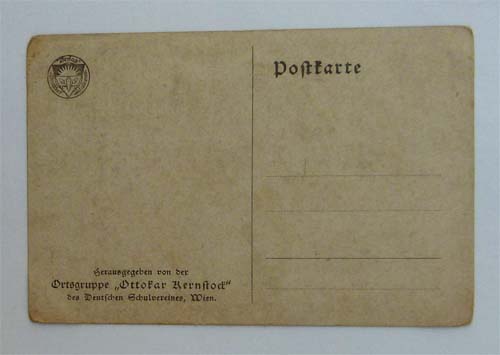 Postkarte
Herausgegeben von der
Ortsgruppe „Ottokar Kernstock“
des Deutschen Schulvereines, Wien.